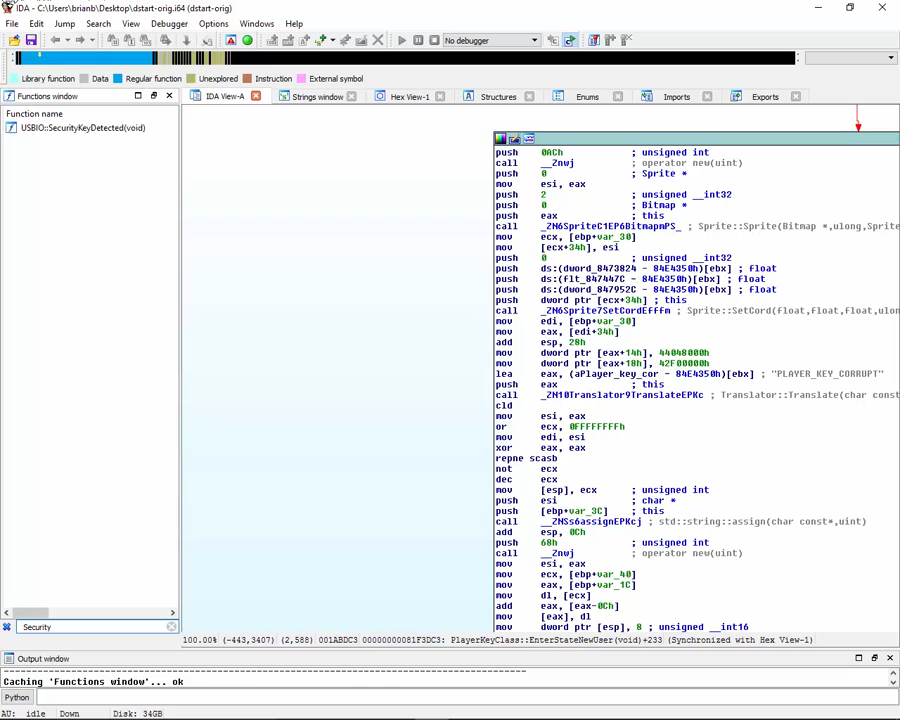 IDA - C:\Users\brianb\Desktop\dstart-orig.i64 (dstart-orig)
File Edit Jump Search View Debugger Options Windows Help
No debugger
Library function Data Regular function Unexplored Instruction External symbol
Functions window
IDA View-A Strings window Hex View-1 Structures Enums Imports Exports
Function name
USBIO::SecurityKeyDetected(void)
push 0ACh ; unsigned int
call __Znwj ; operator new(uint)
push 0 ; Sprite *
mov esi, eax
push 2 ; unsigned __int32
push 0 ; Bitmap *
push eax ; this
call _ZN6SpriteC1EP6BitmapmPS_ ; Sprite::Sprite(Bitmap *,ulong,Sprite
mov ecx, [ebp+var_30]
mov [ecx+34h], esi
push 0 ; unsigned __int32
push ds:(dword_8473824 - 84E4350h)[ebx] ; float
push ds:(flt_847447C - 84E4350h)[ebx] ; float
push ds:(dword_847952C - 84E4350h)[ebx] ; float
push dword ptr [ecx+34h] ; this
call _ZN6Sprite7SetCordEfffm ; Sprite::SetCord(float,float,float,ulon
mov edi, [ebp+var_30]
mov eax, [edi+34h]
add esp, 28h
mov dword ptr [eax+14h], 44048000h
mov dword ptr [eax+18h], 42F00000h
lea eax, (aPlayer_key_cor - 84E4350h)[ebx] ; "PLAYER_KEY_CORRUPT"
push eax ; this
call _ZN10Translator9TranslateEPKc ; Translator::Translate(char const
cld
mov esi, eax
or ecx, 0FFFFFFFFh
mov edi, esi
xor eax, eax
repne scasb
not ecx
dec ecx
mov [esp], ecx ; unsigned int
push esi ; char *
push [ebp+var_3C] ; this
call __ZNSs6assignEPKcj ; std::string::assign(char const*,uint)
add esp, 0Ch
push 68h ; unsigned int
call __Znwj ; operator new(uint)
mov esi, eax
mov ecx, [ebp+var_40]
mov eax, [ebp+var_1C]
mov dl, [ecx]
add eax, [eax-0Ch]
mov [eax], dl
mov dword ptr [esp], 8 ; unsigned __int16
Security
100.00% (-443,3407) (2,588) 001ABDC3 00000000081F3DC3: PlayerKeyClass::EnterStateNewUser(void)+233 (Synchronized with Hex View-1)
Output window
Caching 'Functions window'... ok
Python
AU: idle Down Disk: 34GB